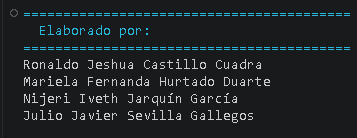 ========================================
Elaborado por:
========================================
Ronaldo Jeshua Castillo Cuadra
Mariela Fernanda Hurtado Duarte
Nijeri Iveth Jarquín García
Julio Javier Sevilla Gallegos